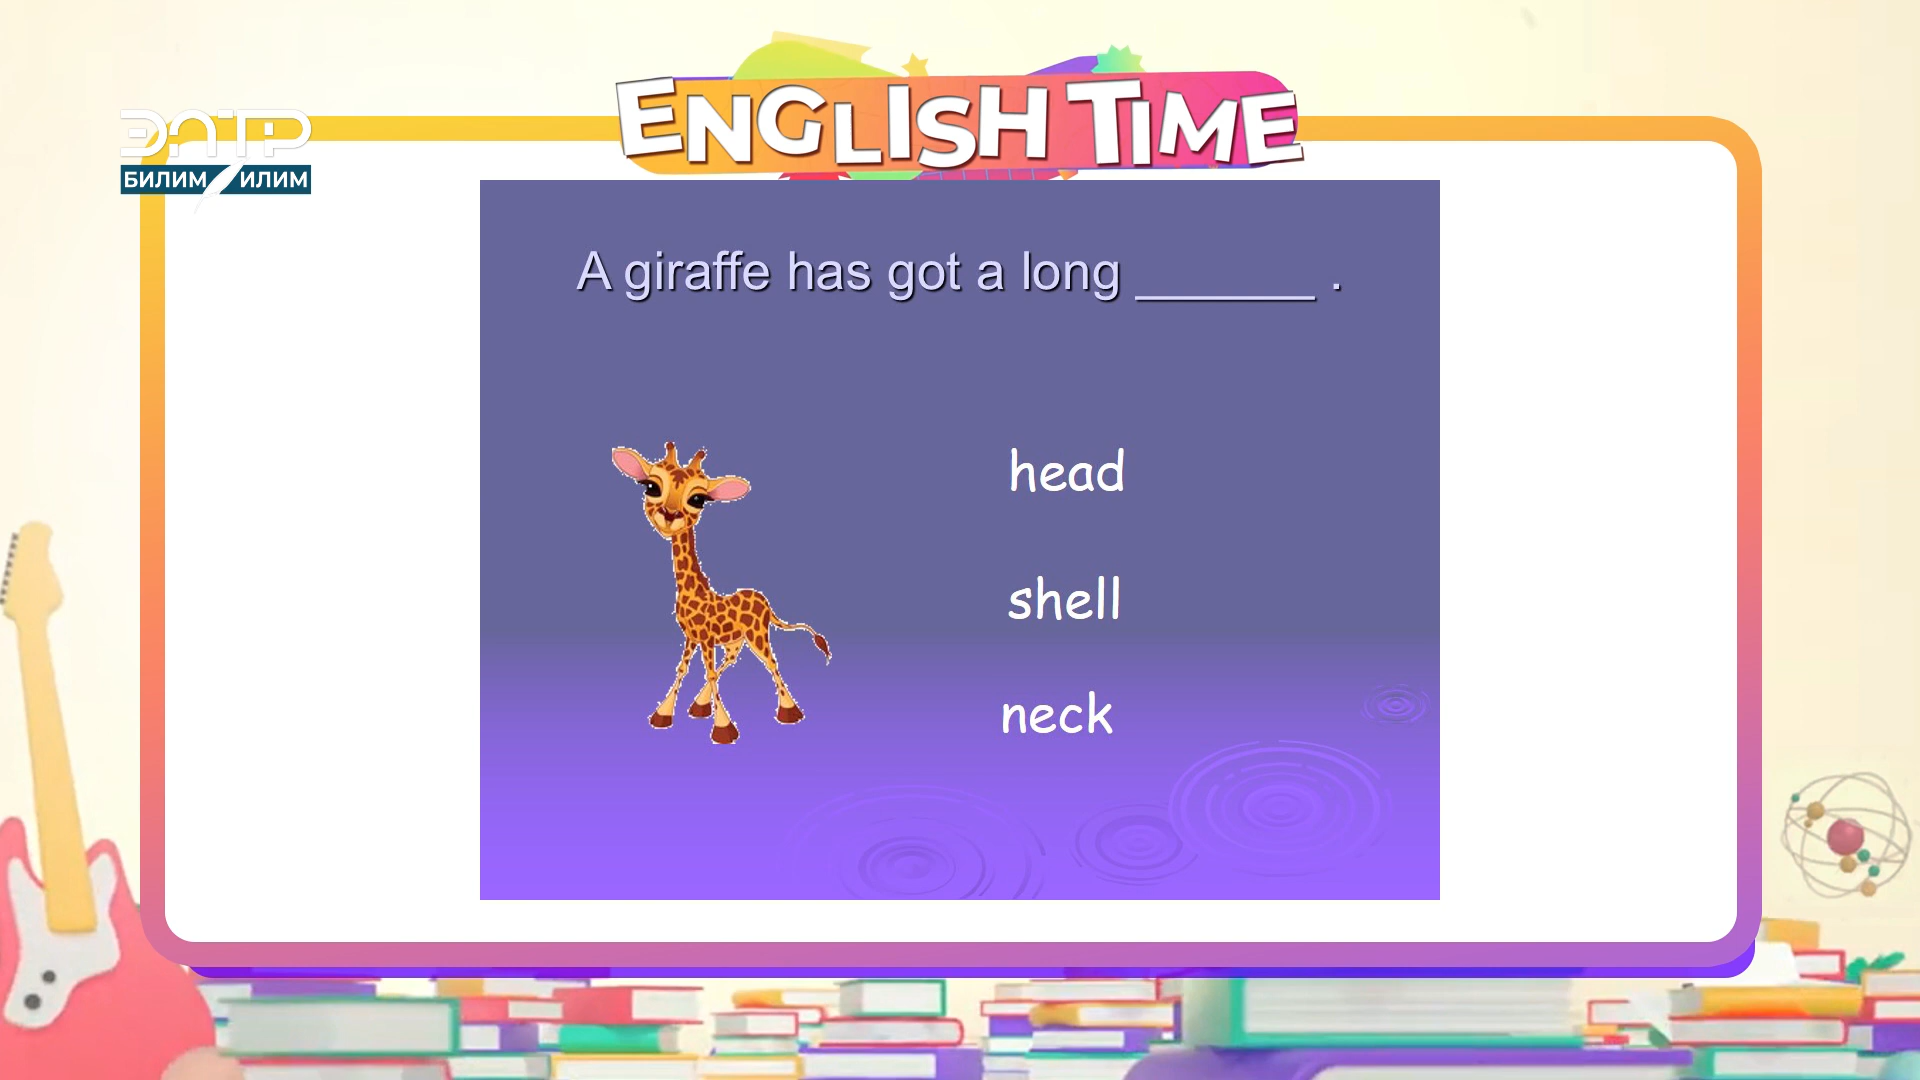 ENGLISH TIME
ЭЛТР
БИЛИМ ИЛИМ
A giraffe has got a long ______ .
head
shell
neck